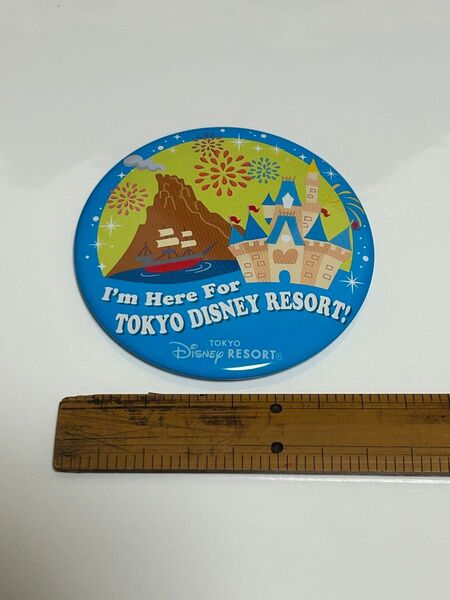 I'm Here For
TOKYO DISNEY RESORT!
TOKYO
Disney RESORT®